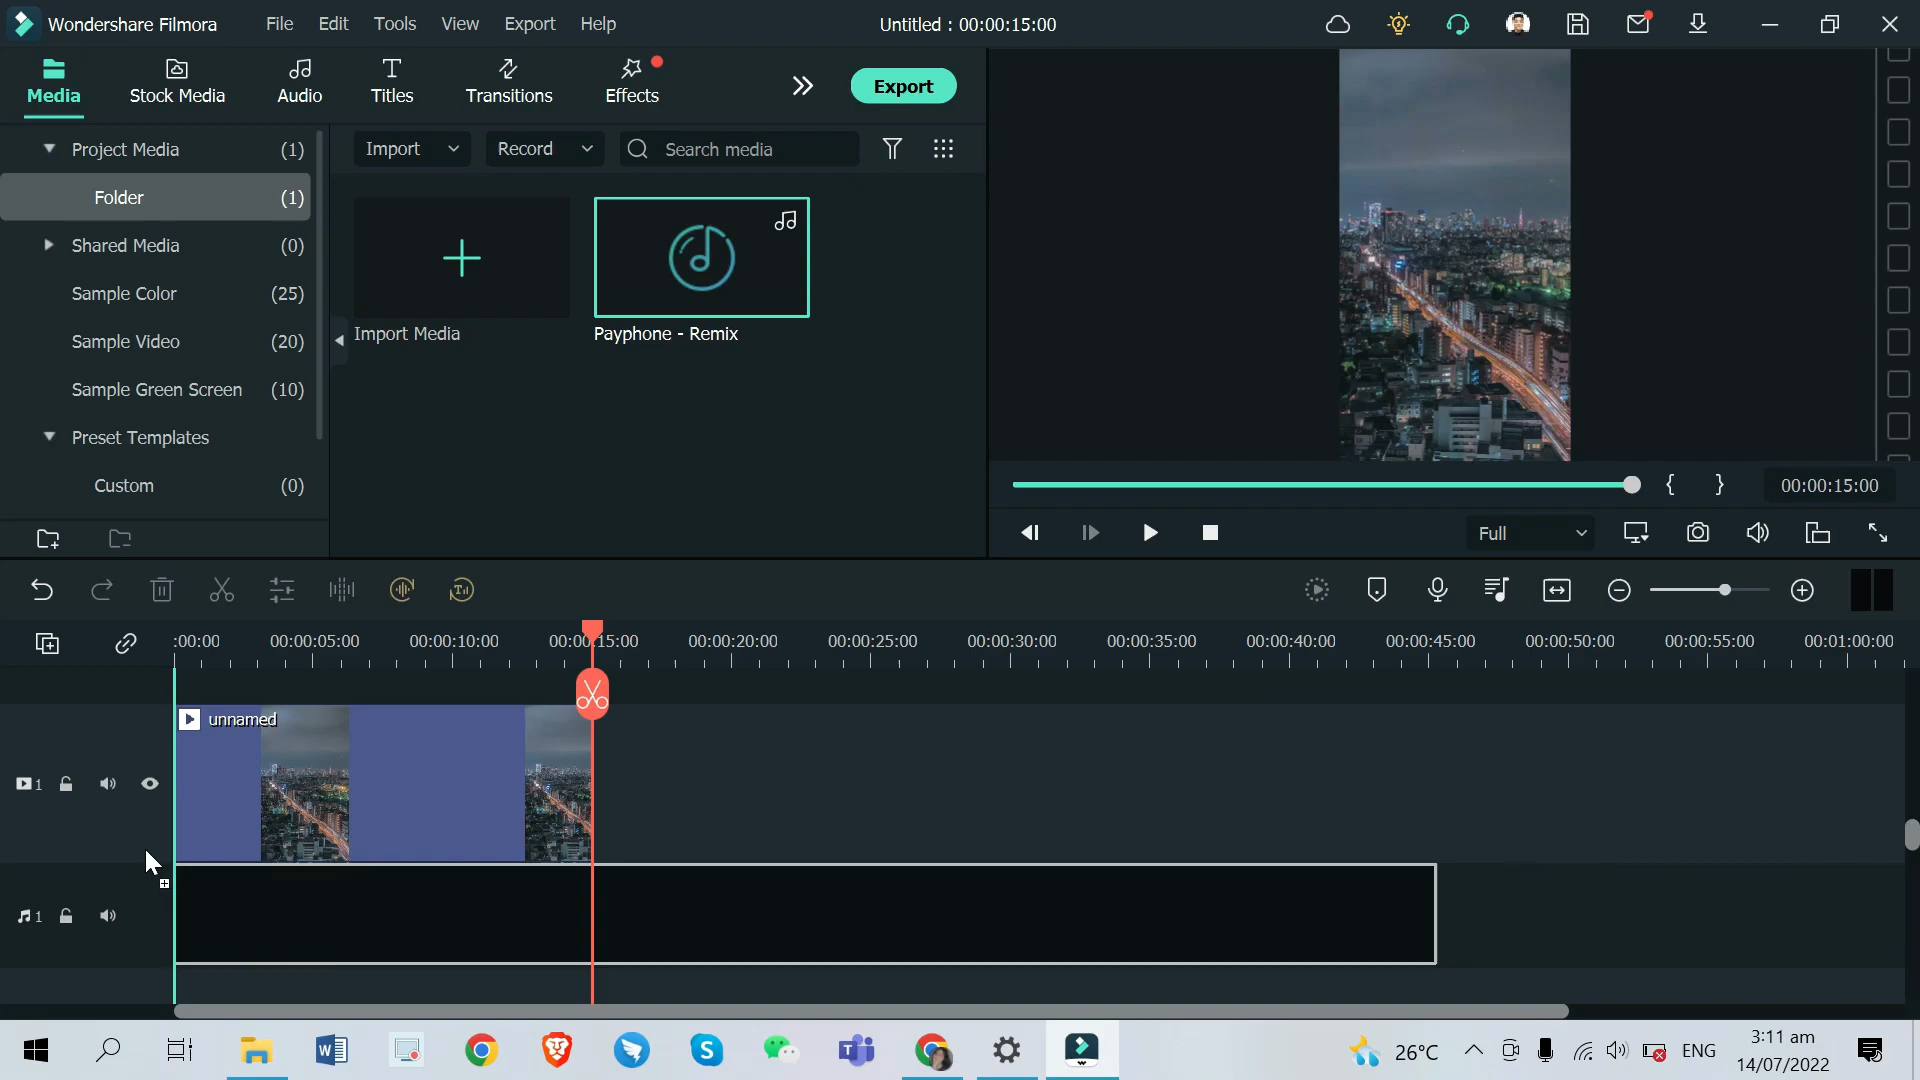 Wondershare Filmora File Edit Tools View Export Help Untitled : 00:00:15:00
Media Stock Media Audio Titles Transitions Effects Export
Project Media (1)
Folder (1)
Shared Media (0)
Sample Color (25)
Sample Video (20)
Sample Green Screen (10)
Preset Templates
Custom (0)
Import Record Search media
Import Media Payphone - Remix
{ } 00:00:15:00
Full
:00:00 00:00:05:00 00:00:10:00 00:00:15:00 00:00:20:00 00:00:25:00 00:00:30:00 00:00:35:00 00:00:40:00 00:00:45:00 00:00:50:00 00:00:55:00 00:01:00:00
unnamed
1
1
26°C ENG 3:11 am
14/07/2022